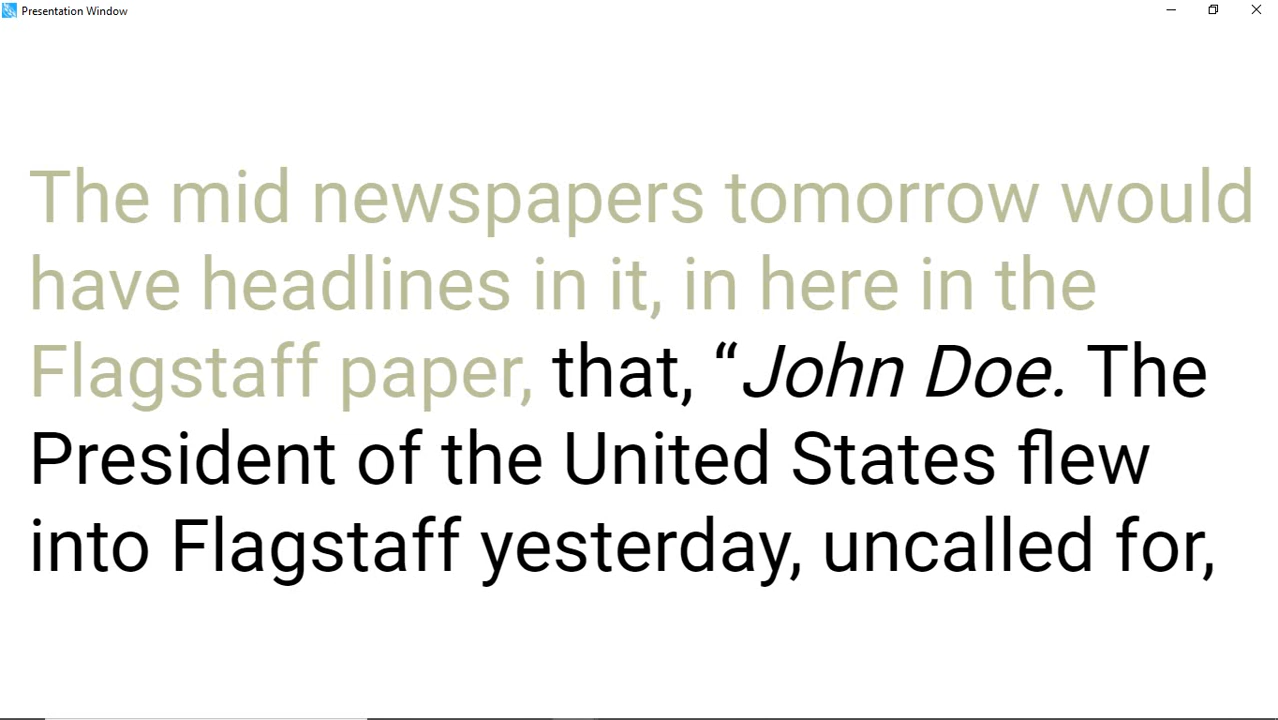 Presentation Window
The mid newspapers tomorrow would
have headlines in it, in here in the
Flagstaff paper, that, “John Doe. The
President of the United States flew
into Flagstaff yesterday, uncalled for,